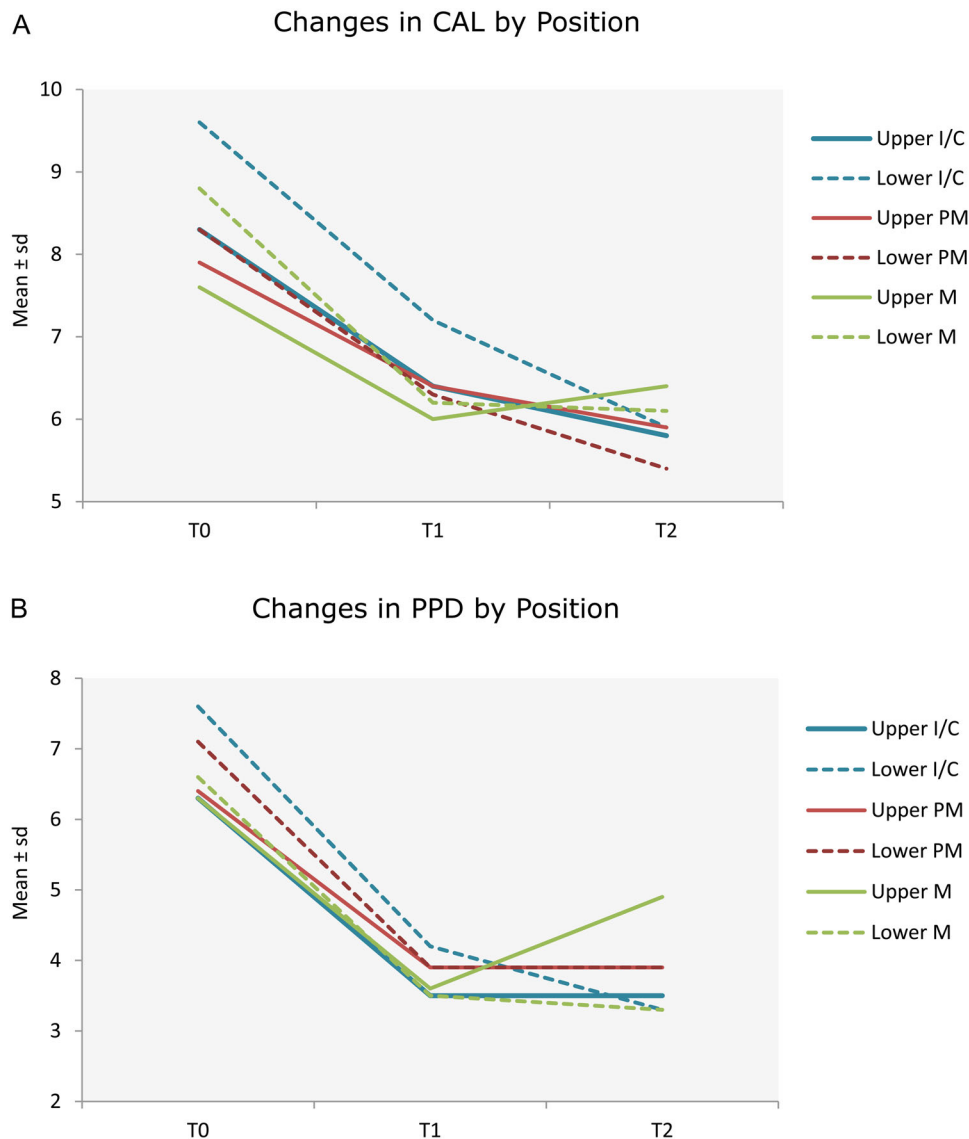 A
Changes in CAL by Position
Mean ± sd
10
9
8
7
6
5
T0 T1 T2
Upper I/C
Lower I/C
Upper PM
Lower PM
Upper M
Lower M
B
Changes in PPD by Position
Mean ± sd
8
7
6
5
4
3
2
T0 T1 T2
Upper I/C
Lower I/C
Upper PM
Lower PM
Upper M
Lower M